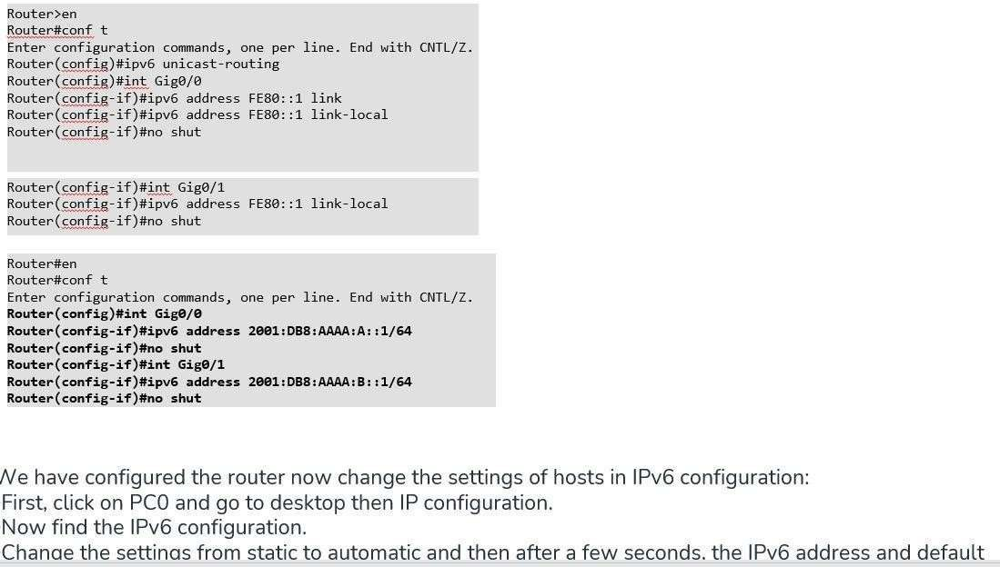 Router>en
Router#conf t
Enter configuration commands, one per line. End with CNTL/Z.
Router(config)#ipv6 unicast-routing
Router(config)#int Gig0/0
Router(config-if)#ipv6 address FE80::1 link
Router(config-if)#ipv6 address FE80::1 link-local
Router(config-if)#no shut
Router(config-if)#int Gig0/1
Router(config-if)#ipv6 address FE80::1 link-local
Router(config-if)#no shut
Router#en
Router#conf t
Enter configuration commands, one per line. End with CNTL/Z.
Router(config)#int Gig0/0
Router(config-if)#ipv6 address 2001:DB8:AAAA:A::1/64
Router(config-if)#no shut
Router(config-if)#int Gig0/1
Router(config-if)#ipv6 address 2001:DB8:AAAA:B::1/64
Router(config-if)#no shut
We have configured the router now change the settings of hosts in IPv6 configuration:
First, click on PC0 and go to desktop then IP configuration.
Now find the IPv6 configuration.
Change the settings from static to automatic and then after a few seconds, the IPv6 address and default